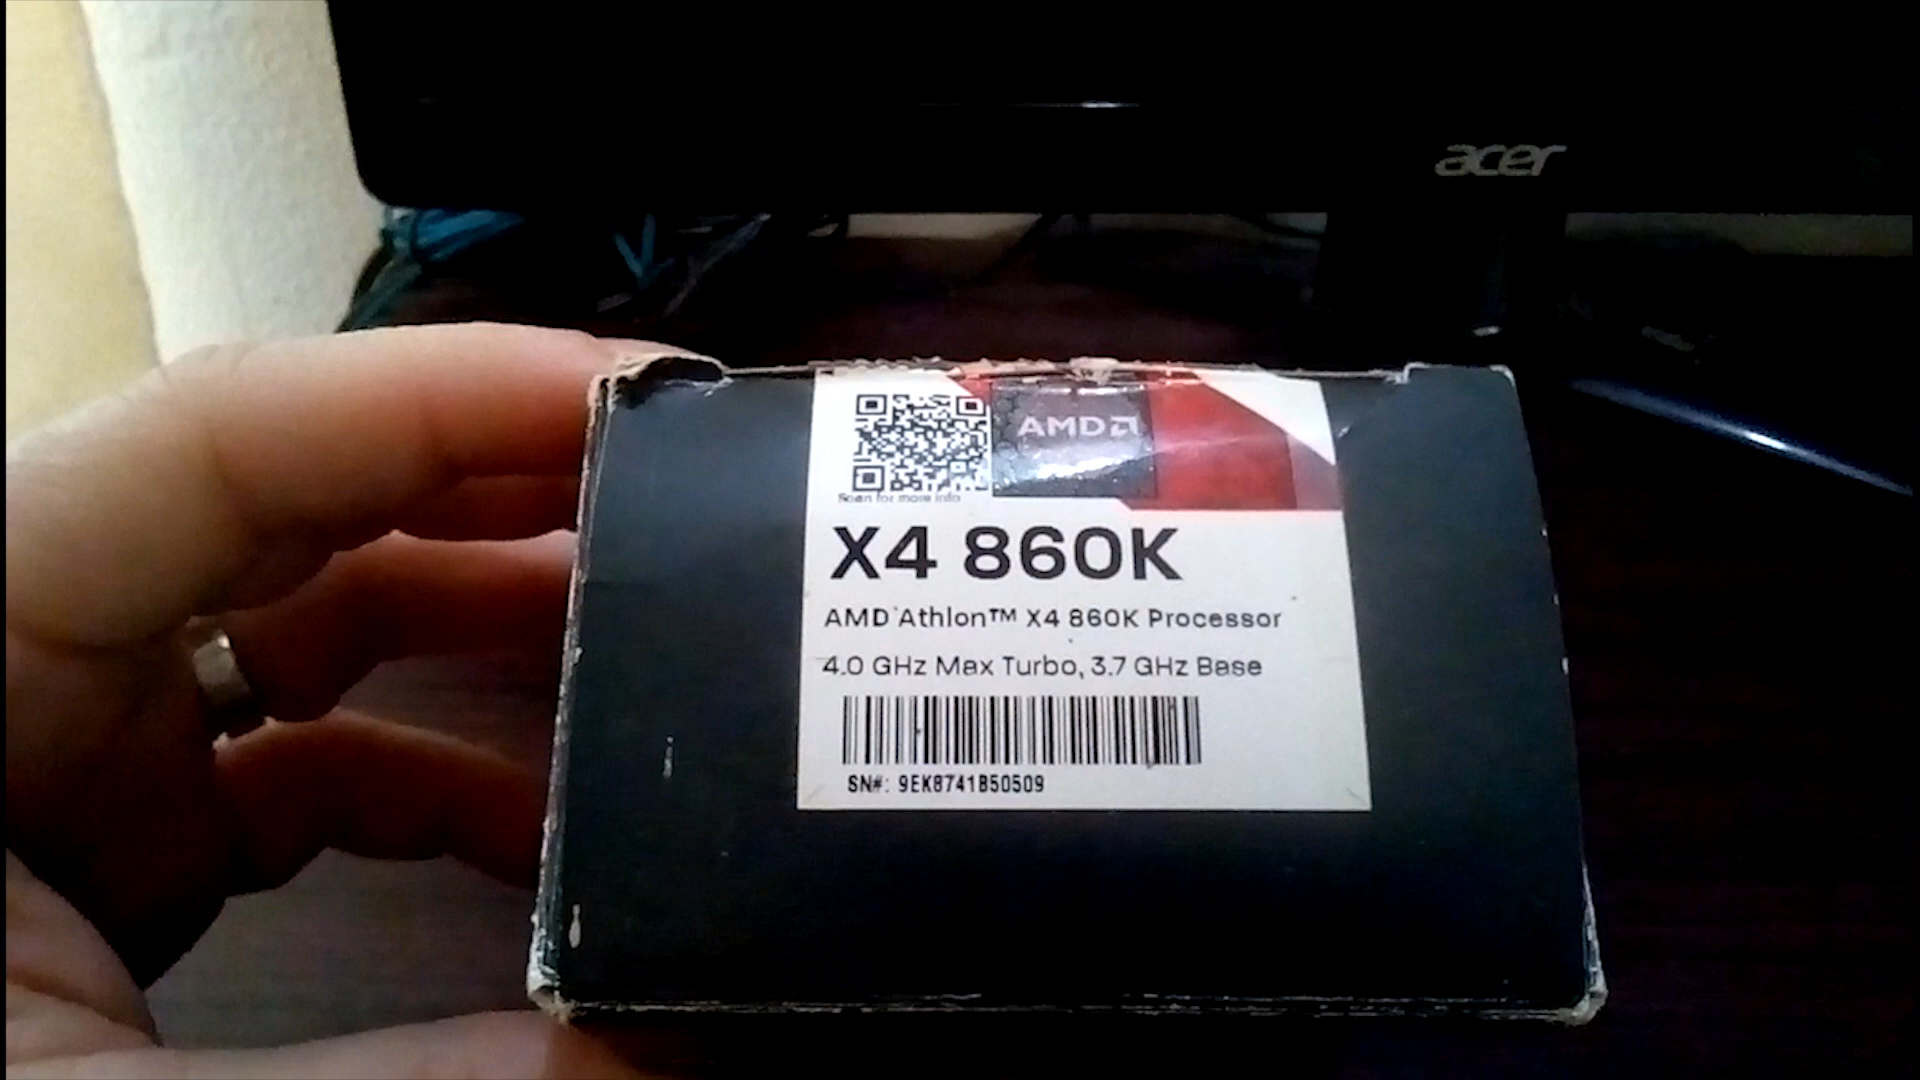 acer
AMD
Scan for more info
X4 860K
AMD Athlon™ X4 860K Processor
4.0 GHz Max Turbo, 3.7 GHz Base
SN#: 9EK8741B50509